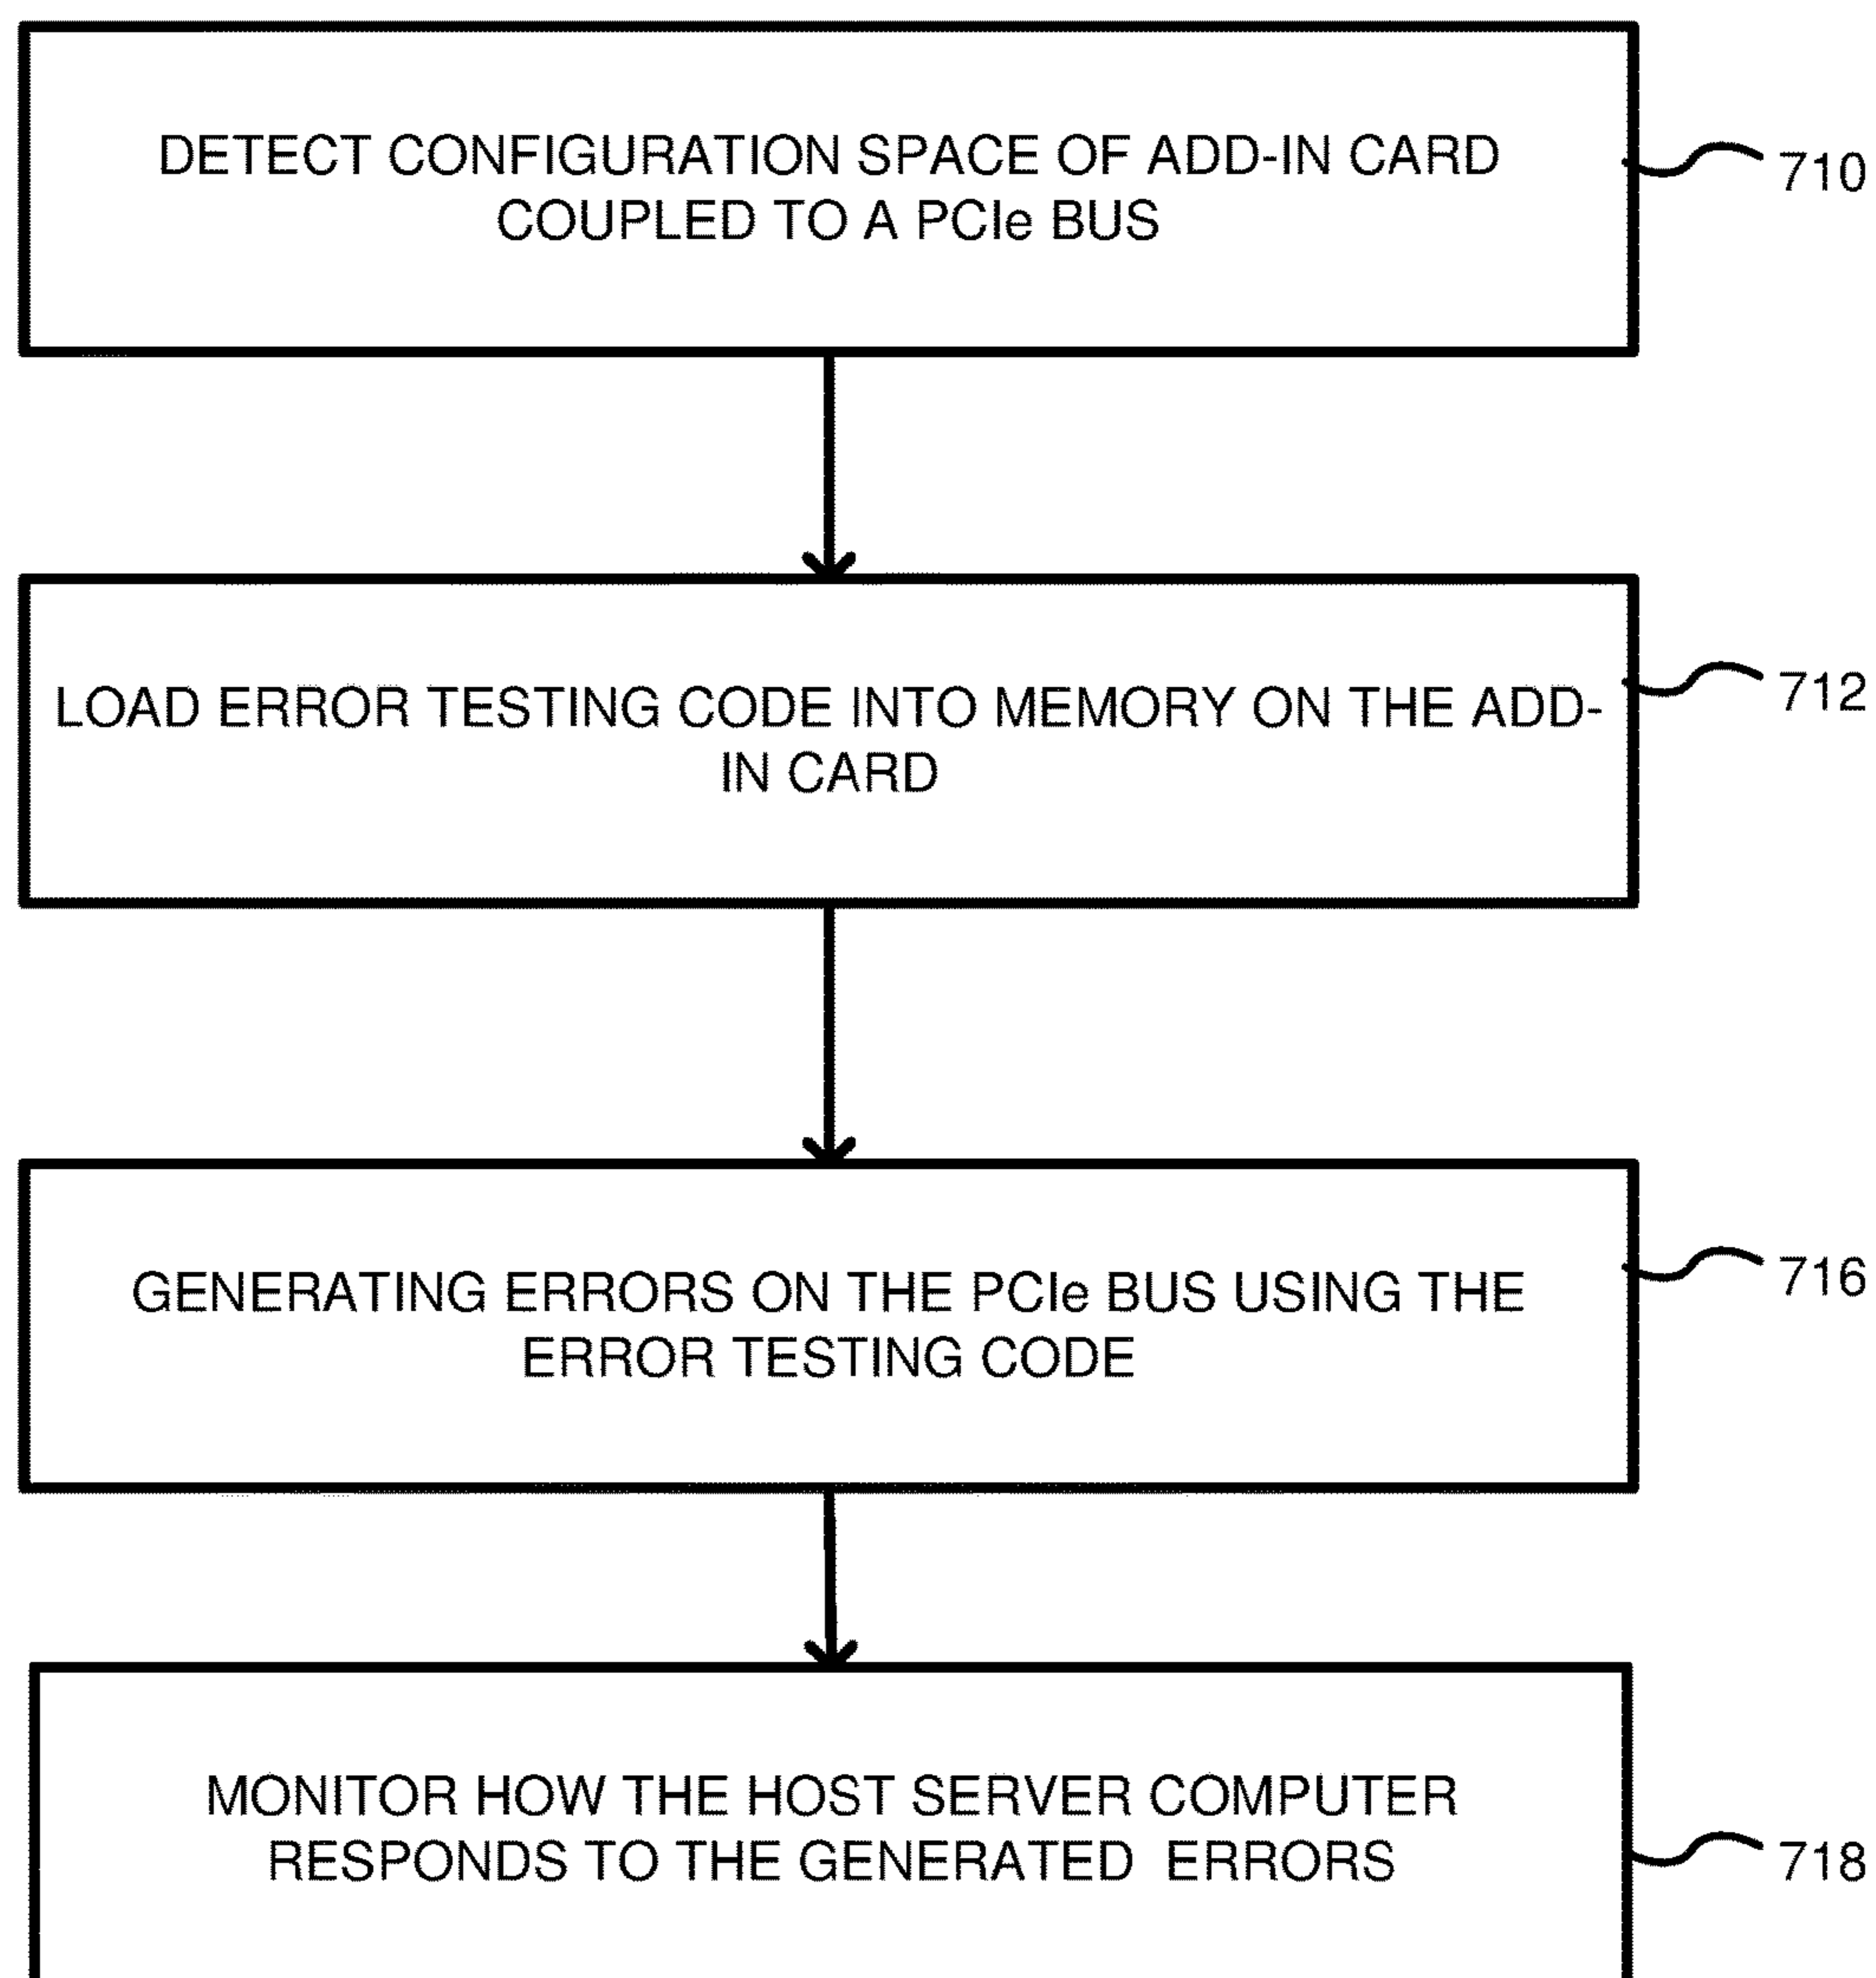 DETECT CONFIGURATION SPACE OF ADD-IN CARD
COUPLED TO A PCIe BUS
710
LOAD ERROR TESTING CODE INTO MEMORY ON THE ADD-
IN CARD
712
GENERATING ERRORS ON THE PCIe BUS USING THE
ERROR TESTING CODE
716
MONITOR HOW THE HOST SERVER COMPUTER
RESPONDS TO THE GENERATED  ERRORS
718